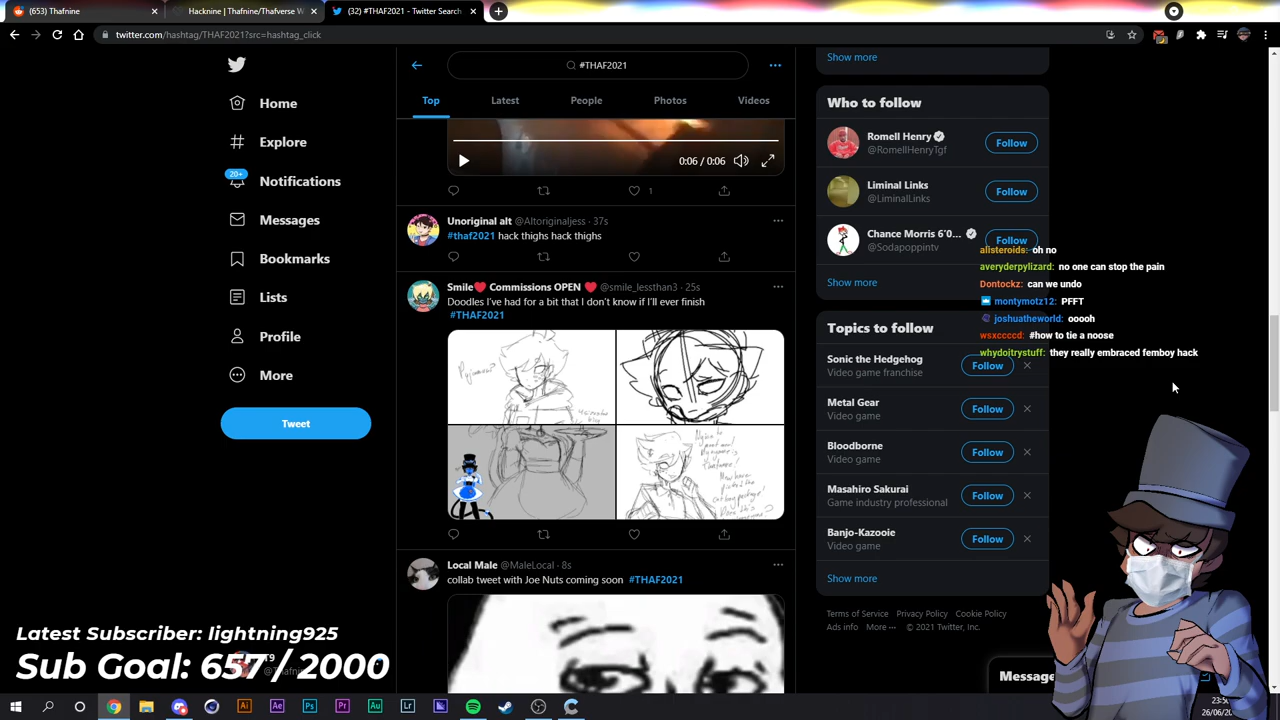 (653) Thafnine
Hacknine | Thafnine/Thafverse W
(32) #THAF2021 - Twitter Search
twitter.com/hashtag/THAF2021?src=hashtag_click
Home
Explore
20+
Notifications
Messages
Bookmarks
Lists
Profile
More
Tweet
#THAF2021
Top
Latest
People
Photos
Videos
0:06 / 0:06
1
Unoriginal alt @Altoriginaljess · 37s
#thaf2021 hack thighs hack thighs
Smile❤️ Commissions OPEN ❤️ @smile_lessthan3 · 25s
Doodles I've had for a bit that I don't know if I'll ever finish
#THAF2021
Local Male @MaleLocal · 8s
collab tweet with Joe Nuts coming soon #THAF2021
Show more
Who to follow
Romell Henry
@RomellHenryTgf
Follow
Liminal Links
@LiminalLinks
Follow
Chance Morris 6'0...
@Sodapoppintv
Follow
Show more
Topics to follow
Sonic the Hedgehog
Video game franchise
Follow
Metal Gear
Video game
Follow
Bloodborne
Video game
Follow
Masahiro Sakurai
Game industry professional
Follow
Banjo-Kazooie
Video game
Follow
Show more
Terms of Service Privacy Policy Cookie Policy
Ads info More ··· © 2021 Twitter, Inc.
alisteroids: oh no
averyderpylizard: no one can stop the pain
Dontockz: can we undo
montymotz12: PFFT
joshuatheworld: ooooh
wsxccccd: #how to tie a noose
whydoitrystuff: they really embraced femboy hack
Latest Subscriber: lightning925
Sub Goal: 657 / 2000
Ai
Ae
Ps
Pr
Au
Lr